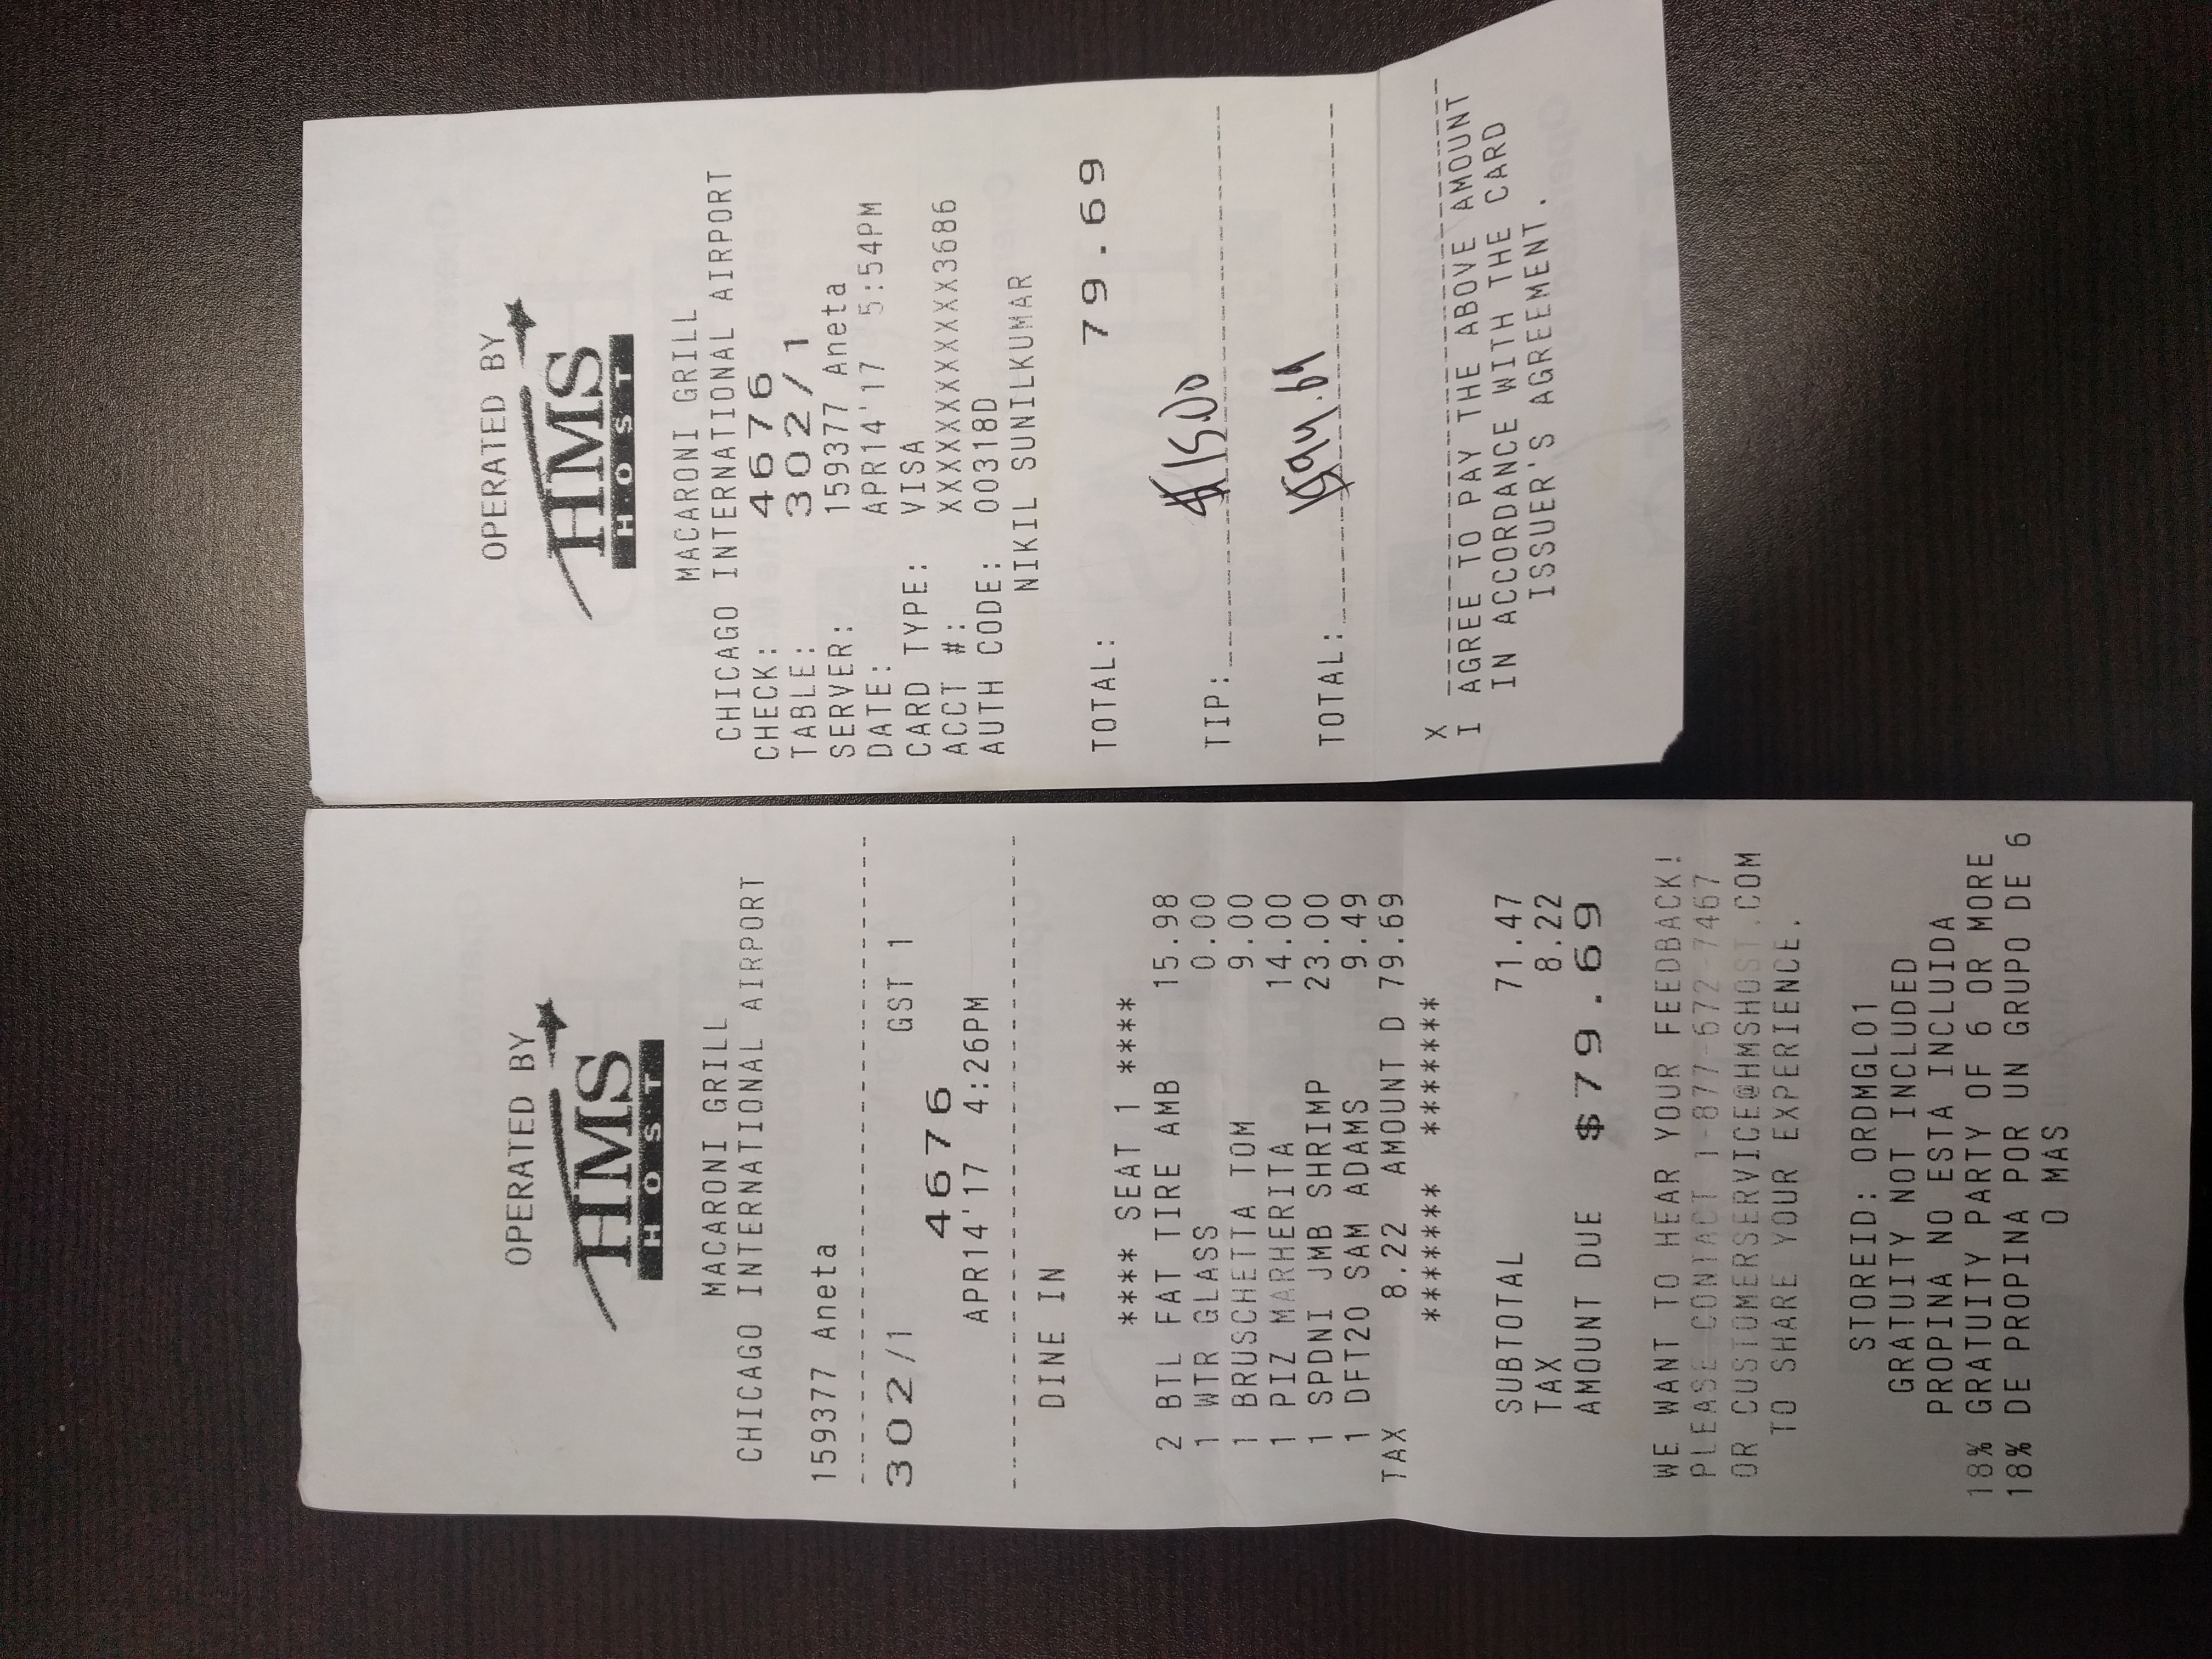 OPERATED BY
HMS
HOST
MACARONI GRILL
CHICAGO INTERNATIONAL AIRPORT
159377 Aneta
--------------------------------
302/1 GST 1
4676
APR14'17 4:26PM
--------------------------------
DINE IN
**** SEAT 1 ****
2 BTL FAT TIRE AMB 15.98
1 WTR GLASS 0.00
1 BRUSCHETTA TOM 9.00
1 PIZ MARHERITA 14.00
1 SPDNI JMB SHRIMP 23.00
1 DFT20 SAM ADAMS 9.49
TAX 8.22 AMOUNT D 79.69
******* *******
SUBTOTAL 71.47
TAX 8.22
AMOUNT DUE $79.69
WE WANT TO HEAR YOUR FEEDBACK!
PLEASE CONTACT 1-877-672-7467
OR CUSTOMERSERVICE@HMSHOST.COM
TO SHARE YOUR EXPERIENCE.
STOREID: ORDMGL01
GRATUITY NOT INCLUDED
PROPINA NO ESTA INCLUIDA
18% GRATUITY PARTY OF 6 OR MORE
18% DE PROPINA POR UN GRUPO DE 6
O MAS
OPERATED BY
HMS
HOST
MACARONI GRILL
CHICAGO INTERNATIONAL AIRPORT
CHECK: 4676
TABLE: 302/1
SERVER: 159377 Aneta
DATE: APR14'17 5:54PM
CARD TYPE: VISA
ACCT #: XXXXXXXXXXXX3686
AUTH CODE: 00318D
NIKIL SUNILKUMAR
TOTAL: 79.69
TIP: $15.00
TOTAL: $94.69
X
I AGREE TO PAY THE ABOVE AMOUNT
IN ACCORDANCE WITH THE CARD
ISSUER'S AGREEMENT.